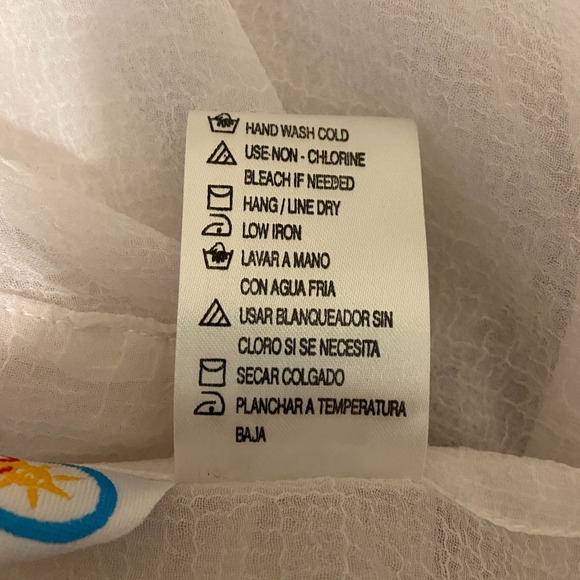 HAND WASH COLD
USE NON - CHLORINE
BLEACH IF NEEDED
HANG / LINE DRY
LOW IRON
LAVAR A MANO
CON AGUA FRIA
USAR BLANQUEADOR SIN
CLORO SI SE NECESITA
SECAR COLGADO
PLANCHAR A TEMPERATURA
BAJA